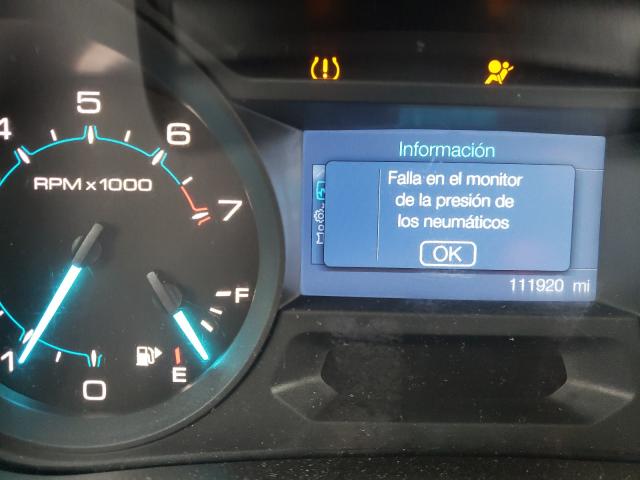 4
5
6
7
RPM x 1000
1
0
F
E
Información
Falla en el monitor
de la presión de
los neumáticos
OK
111920 mi